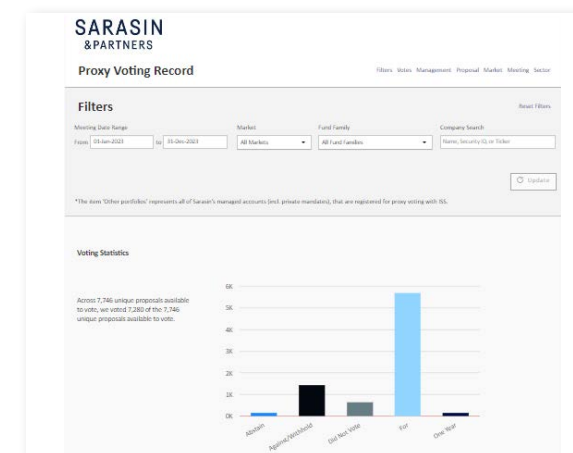 SARASIN
&PARTNERS
Proxy Voting Record
Filters Votes Management Proposal Market Meeting Sector
Filters
Reset Filters
Meeting Date Range
Market
Fund Family
Company Search
From 01-Jan-2021 to 31-Dec-2021
All Markets
All Fund Families
Name, Security ID, or Ticker
Update
*The item 'Other portfolios' represents all of Sarasin's managed accounts (incl. private mandates), that are registered for proxy voting with ISS.
Voting Statistics
Across 7,746 unique proposals available
to vote, we voted 7,280 of the 7,746
unique proposals available to vote.
6K
5K
4K
3K
2K
1K
0K
Abstain
Against/Withhold
Did Not Vote
For
One Year